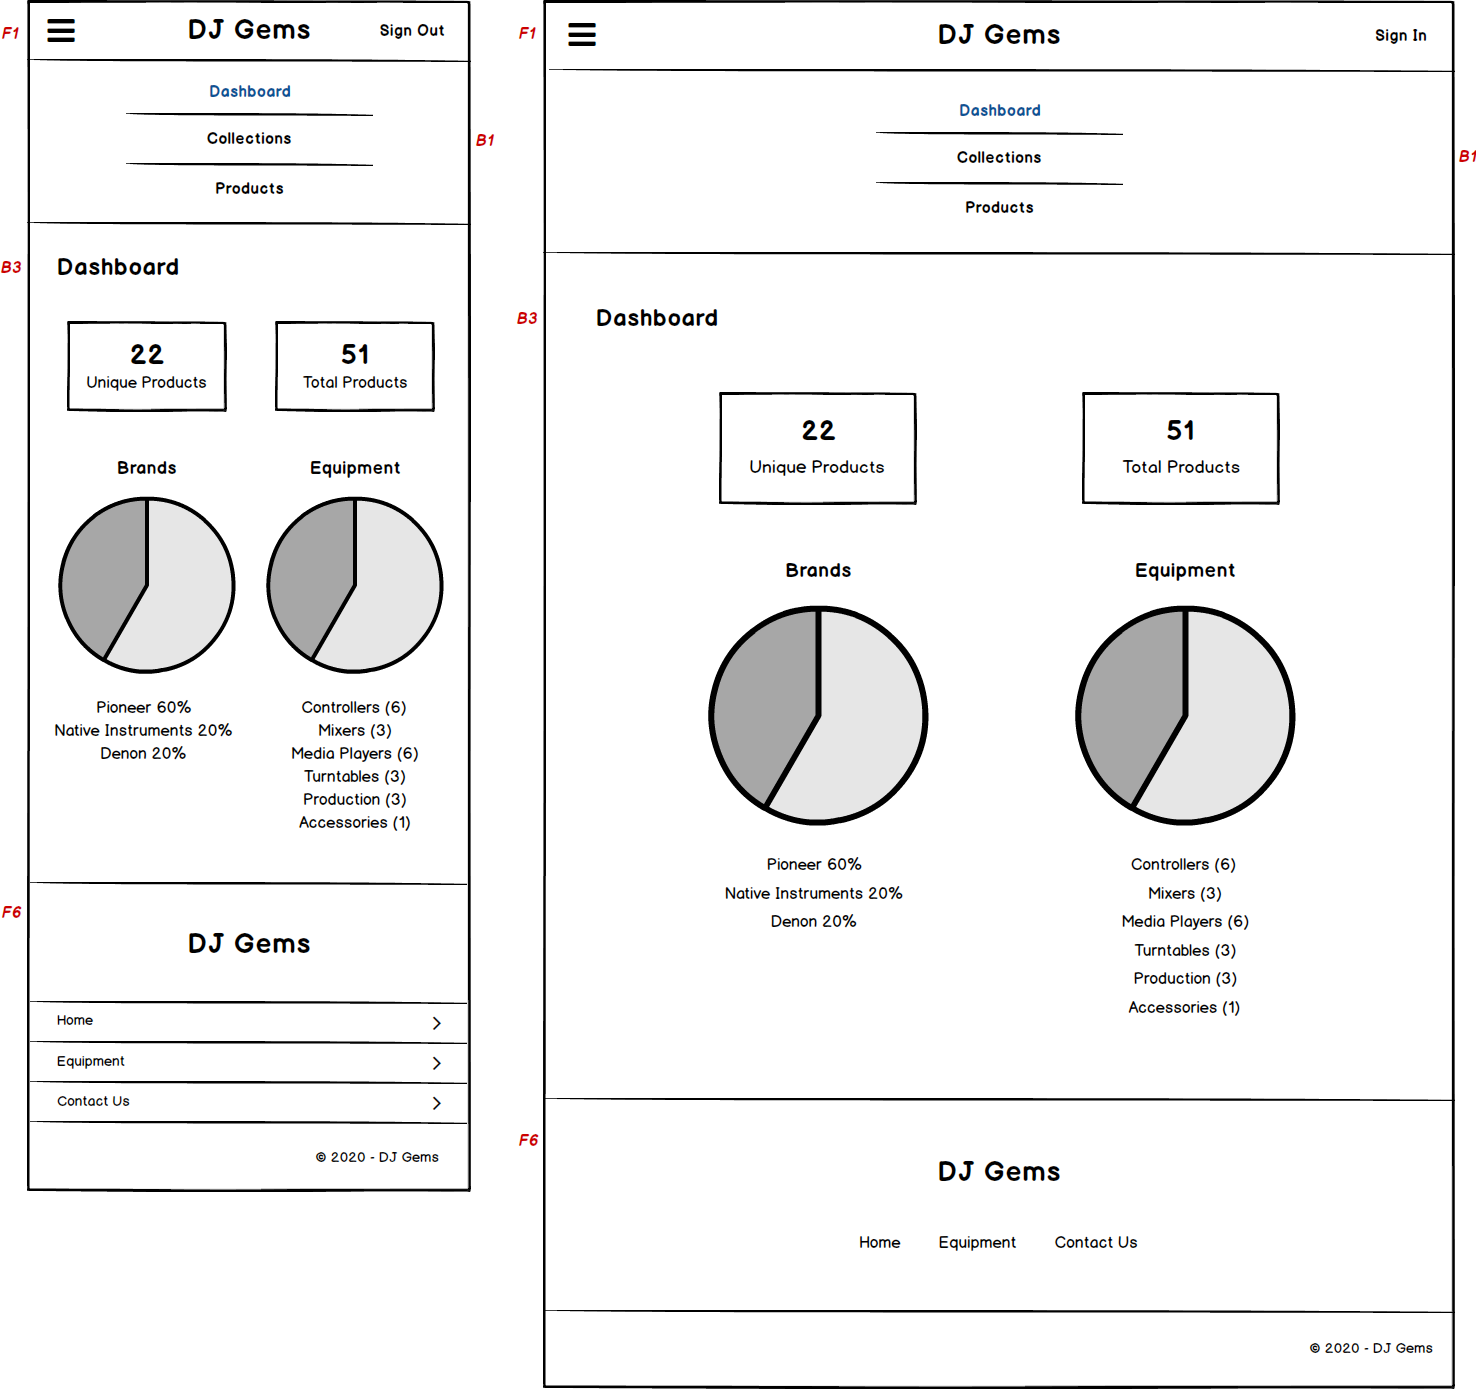 F1
DJ Gems
Sign Out
Dashboard
Collections
B1
Products
B3
Dashboard
22
Unique Products
51
Total Products
Brands
Equipment
Pioneer 60%
Native Instruments 20%
Denon 20%
Controllers (6)
Mixers (3)
Media Players (6)
Turntables (3)
Production (3)
Accessories (1)
F6
DJ Gems
Home
Equipment
Contact Us
© 2020 - DJ Gems
F1
DJ Gems
Sign In
Dashboard
Collections
B1
Products
B3
Dashboard
22
Unique Products
51
Total Products
Brands
Equipment
Pioneer 60%
Native Instruments 20%
Denon 20%
Controllers (6)
Mixers (3)
Media Players (6)
Turntables (3)
Production (3)
Accessories (1)
F6
DJ Gems
Home Equipment Contact Us
© 2020 - DJ Gems